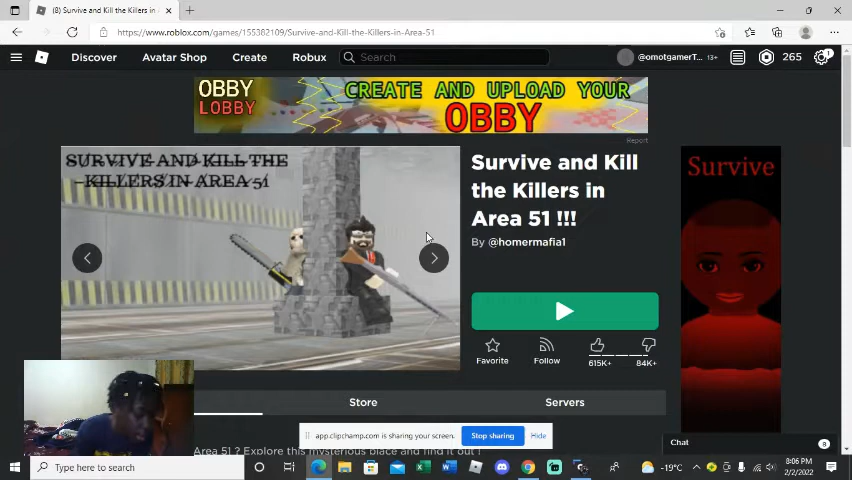 (8) Survive and Kill the Killers in
https://www.roblox.com/games/155382109/Survive-and-Kill-the-Killers-in-Area-51
Discover Avatar Shop Create Robux Search @omotgamerT... 13+ 265 1
OBBY
LOBBY
CREATE AND UPLOAD YOUR
OBBY
Report
SURVIVE AND KILL THE
KILLERS IN AREA 51
Survive and Kill
the Killers in
Area 51 !!!
By @homermafia1
Survive
Favorite Follow 615K+ 84K+
Store Servers
app.clipchamp.com is sharing your screen. Stop sharing Hide
Chat 8
Area 51 ? Explore this mysterious place and find it out !
Type here to search
-19°C
8:06 PM
2/2/2022